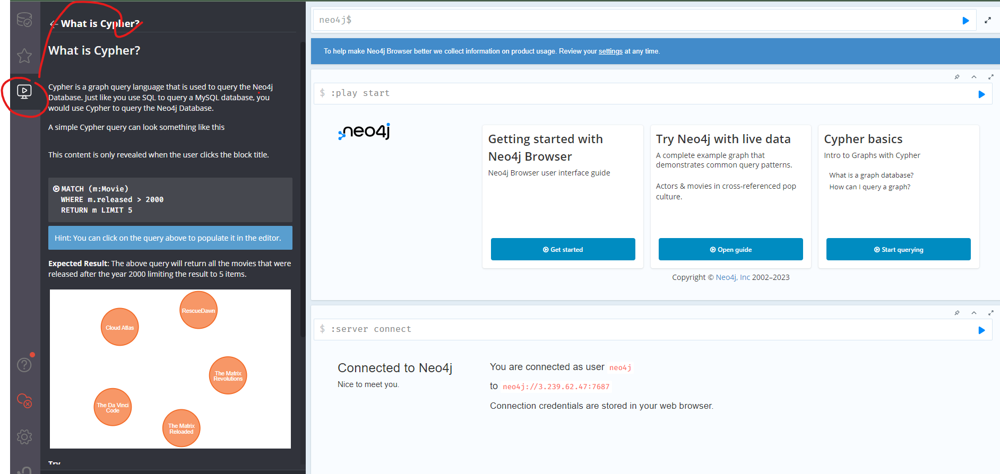 What is Cypher?
What is Cypher?
Cypher is a graph query language that is used to query the Neo4j
Database. Just like you use SQL to query a MySQL database, you
would use Cypher to query the Neo4j Database.
A simple Cypher query can look something like this
This content is only revealed when the user clicks the block title.
MATCH (m:Movie)
WHERE m.released > 2000
RETURN m LIMIT 5
Hint: You can click on the query above to populate it in the editor.
Expected Result: The above query will return all the movies that were
released after the year 2000 limiting the result to 5 items.
RescueDawn
Cloud Atlas
The Matrix
Revolutions
The Da Vinci
Code
The Matrix
Reloaded
Try
neo4j$
To help make Neo4j Browser better we collect information on product usage. Review your settings at any time.
$ :play start
neo4j
Getting started with
Neo4j Browser
Neo4j Browser user interface guide
Get started
Try Neo4j with live data
A complete example graph that
demonstrates common query patterns.
Actors & movies in cross-referenced pop
culture.
Open guide
Cypher basics
Intro to Graphs with Cypher
What is a graph database?
How can I query a graph?
Start querying
Copyright © Neo4j, Inc 2002–2023
$ :server connect
Connected to Neo4j
Nice to meet you.
You are connected as user neo4j
to neo4j://3.239.62.47:7687
Connection credentials are stored in your web browser.